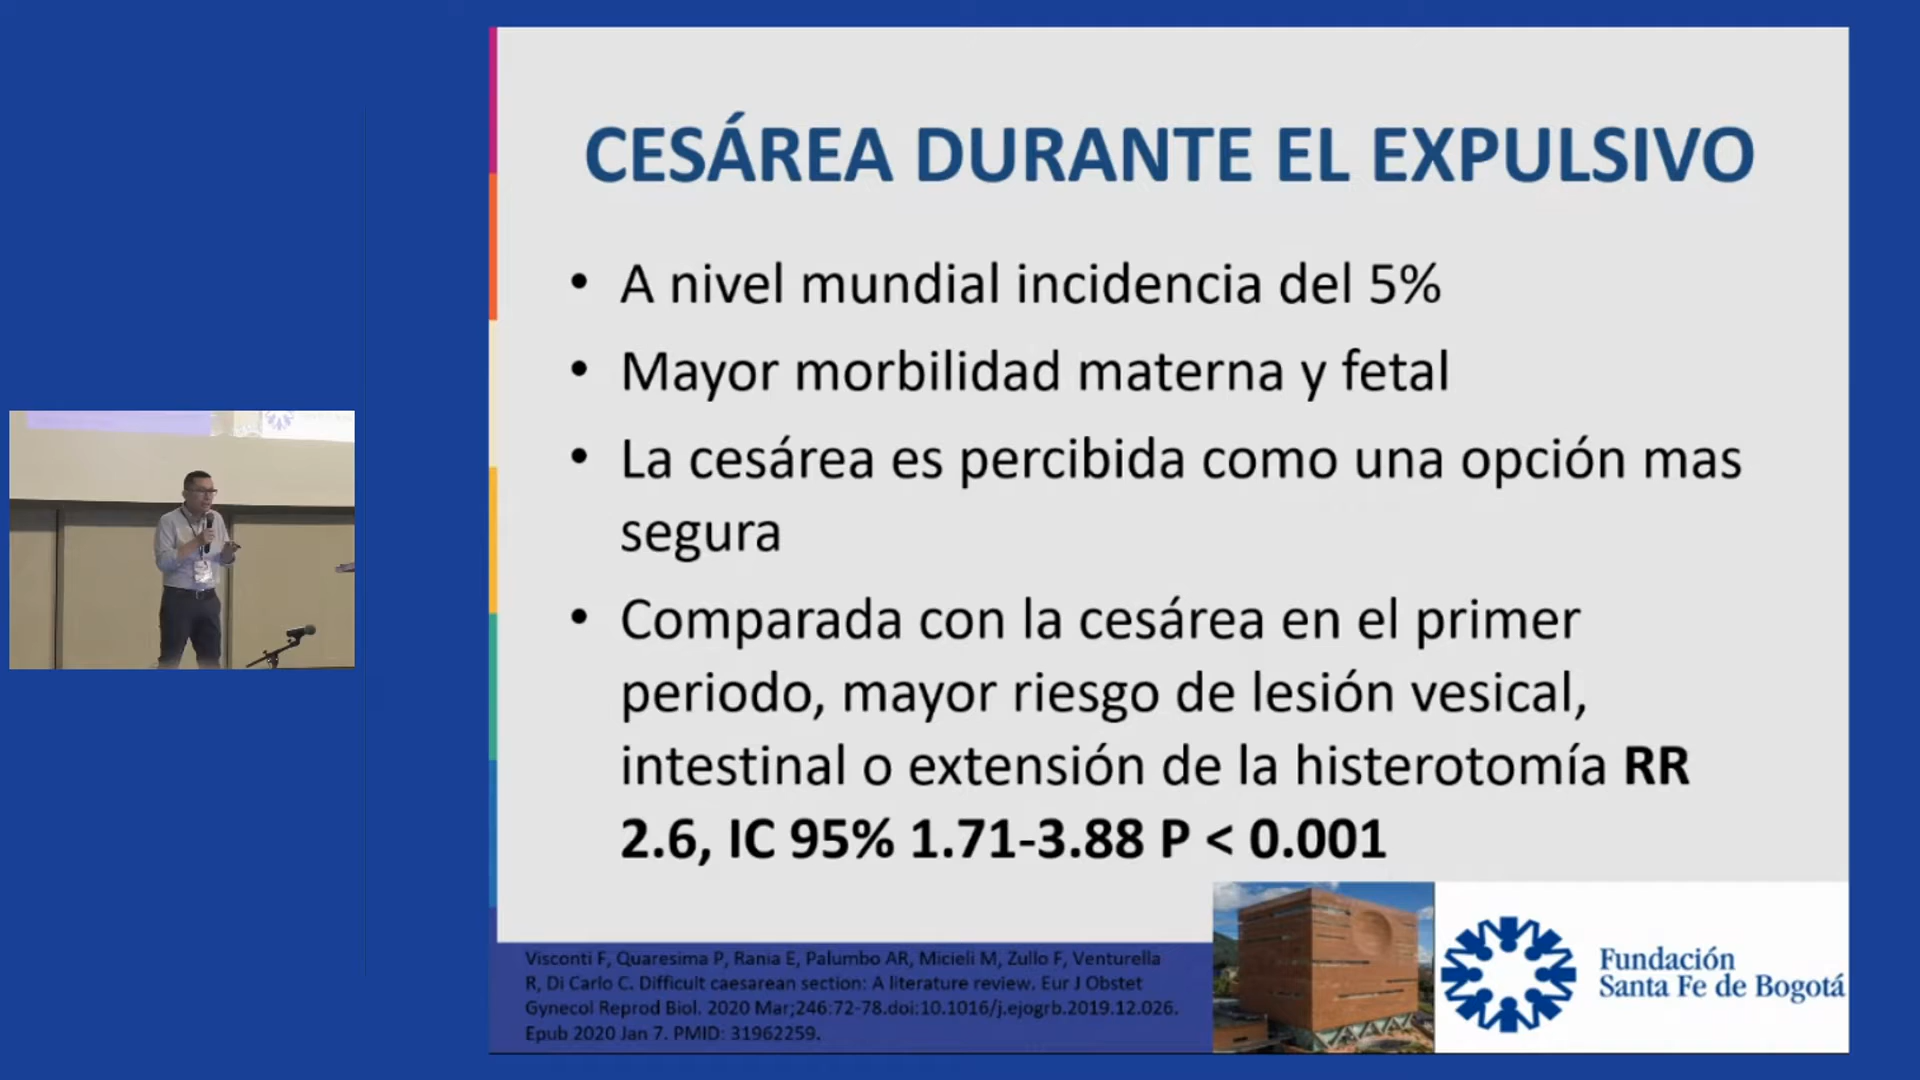 CESÁREA DURANTE EL EXPULSIVO
• A nivel mundial incidencia del 5%
• Mayor morbilidad materna y fetal
• La cesárea es percibida como una opción mas
segura
• Comparada con la cesárea en el primer
periodo, mayor riesgo de lesión vesical,
intestinal o extensión de la histerotomía RR
2.6, IC 95% 1.71-3.88 P < 0.001
Visconti F, Quaresima P, Rania E, Palumbo AR, Micieli M, Zullo F, Venturella
R, Di Carlo C. Difficult caesarean section: A literature review. Eur J Obstet
Gynecol Reprod Biol. 2020 Mar;246:72-78.doi:10.1016/j.ejogrb.2019.12.026.
Epub 2020 Jan 7. PMID: 31962259.
Fundación
Santa Fe de Bogotá